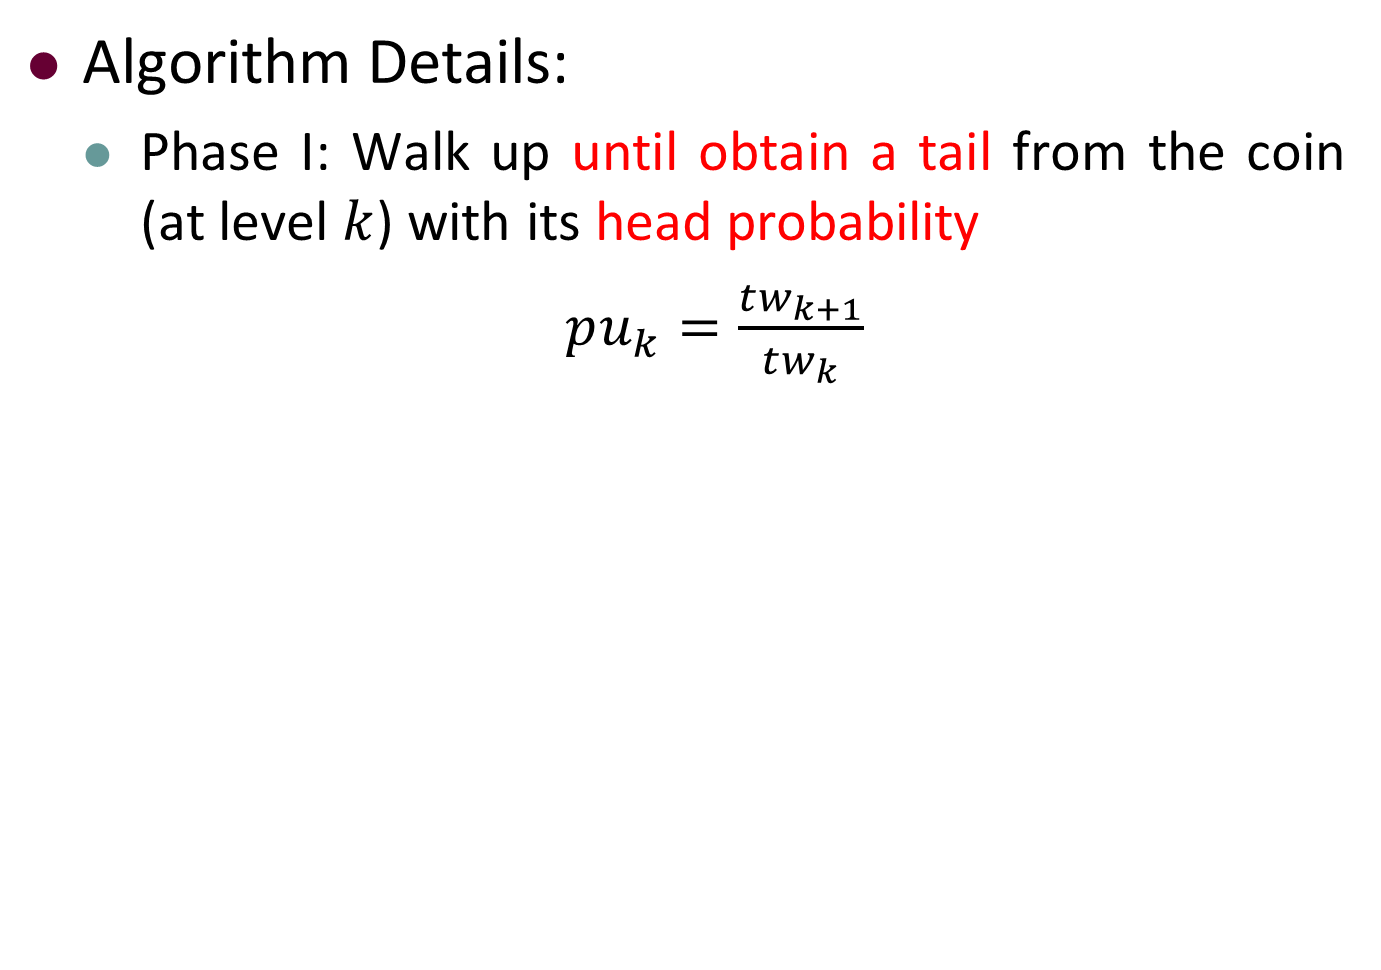 Algorithm Details:
Phase I: Walk up until obtain a tail from the coin
(at level k) with its head probability
pu_k = tw_{k+1} / tw_k